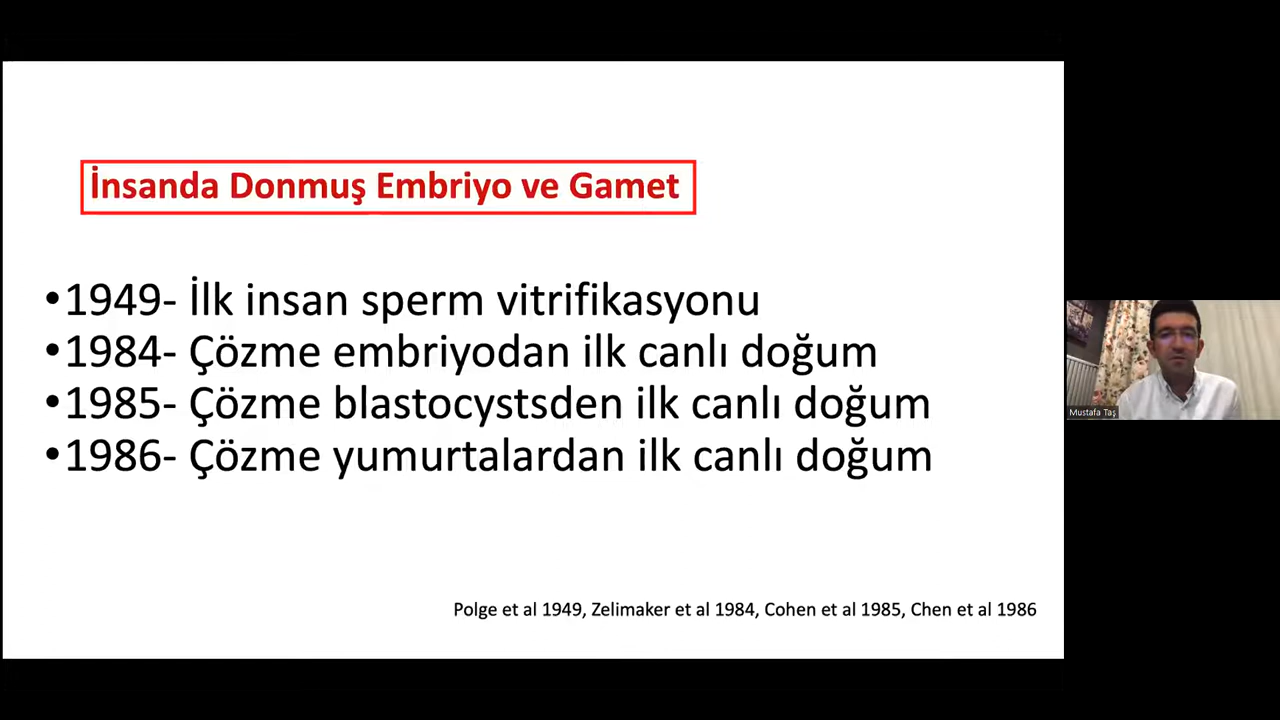 İnsanda Donmuş Embriyo ve Gamet
•1949- İlk insan sperm vitrifikasyonu
•1984- Çözme embriyodan ilk canlı doğum
•1985- Çözme blastocystsden ilk canlı doğum
•1986- Çözme yumurtalardan ilk canlı doğum
Polge et al 1949, Zelimaker et al 1984, Cohen et al 1985, Chen et al 1986
Mustafa Taş